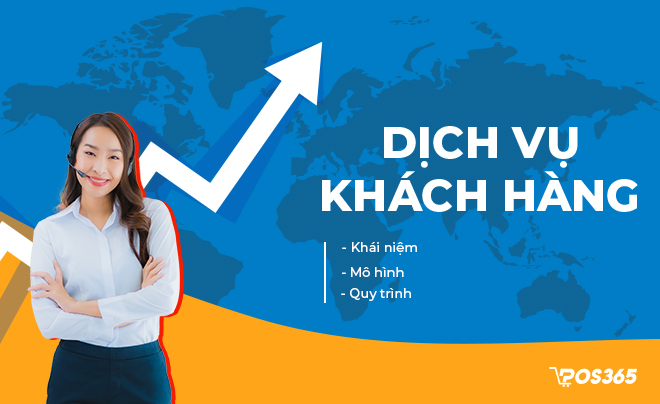 DỊCH VỤ
KHÁCH HÀNG
- Khái niệm
- Mô hình
- Quy trình
POS365